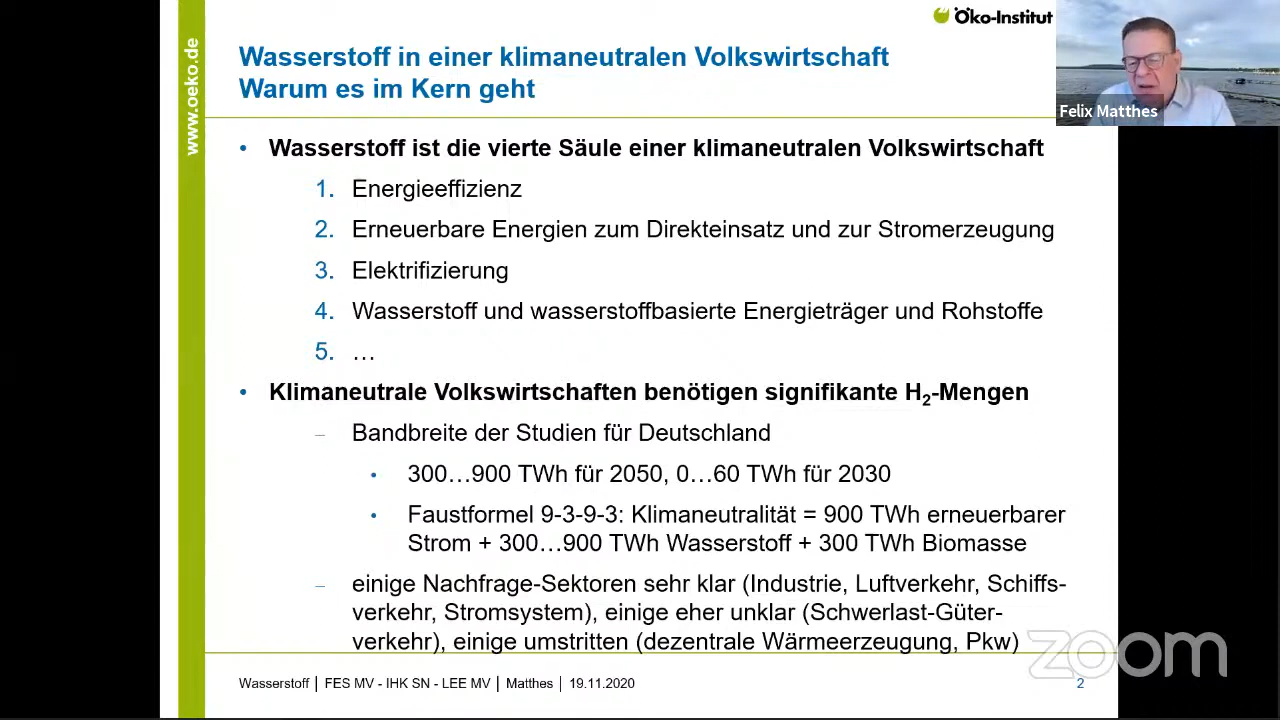 Öko-Institut
www.oeko.de
Wasserstoff in einer klimaneutralen Volkswirtschaft
Warum es im Kern geht
Felix Matthes
• Wasserstoff ist die vierte Säule einer klimaneutralen Volkswirtschaft
1. Energieeffizienz
2. Erneuerbare Energien zum Direkteinsatz und zur Stromerzeugung
3. Elektrifizierung
4. Wasserstoff und wasserstoffbasierte Energieträger und Rohstoffe
5. …
• Klimaneutrale Volkswirtschaften benötigen signifikante H₂-Mengen
– Bandbreite der Studien für Deutschland
• 300…900 TWh für 2050, 0…60 TWh für 2030
• Faustformel 9-3-9-3: Klimaneutralität = 900 TWh erneuerbarer
Strom + 300…900 TWh Wasserstoff + 300 TWh Biomasse
– einige Nachfrage-Sektoren sehr klar (Industrie, Luftverkehr, Schiffs-
verkehr, Stromsystem), einige eher unklar (Schwerlast-Güter-
verkehr), einige umstritten (dezentrale Wärmeerzeugung, Pkw)
zoom
Wasserstoff | FES MV - IHK SN - LEE MV | Matthes | 19.11.2020
2